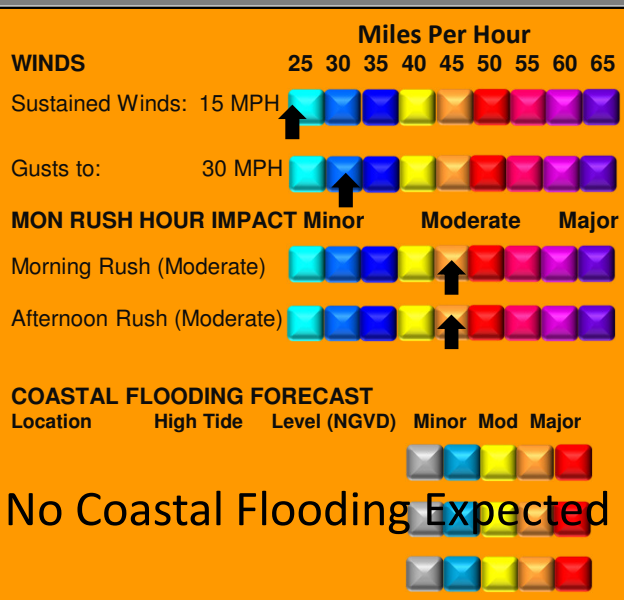 Miles Per Hour
WINDS 25 30 35 40 45 50 55 60 65
Sustained Winds: 15 MPH
Gusts to: 30 MPH
MON RUSH HOUR IMPACT Minor Moderate Major
Morning Rush (Moderate)
Afternoon Rush (Moderate)
COASTAL FLOODING FORECAST
Location High Tide Level (NGVD) Minor Mod Major
No Coastal Flooding Expected